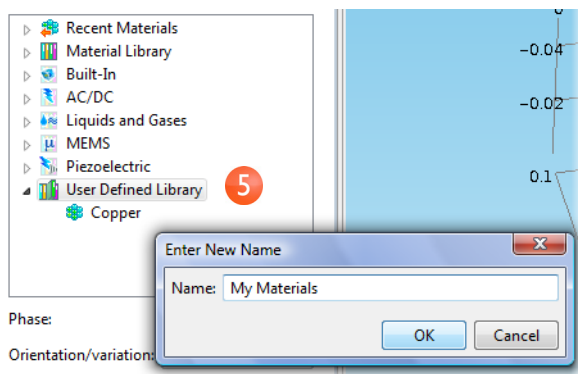 Recent Materials
Material Library
Built-In
AC/DC
Liquids and Gases
μ MEMS
Piezoelectric
User Defined Library
5
Copper
0
-0.04
-0.02
0.1
Enter New Name
Name: My Materials
OK Cancel
Phase:
Orientation/variation: